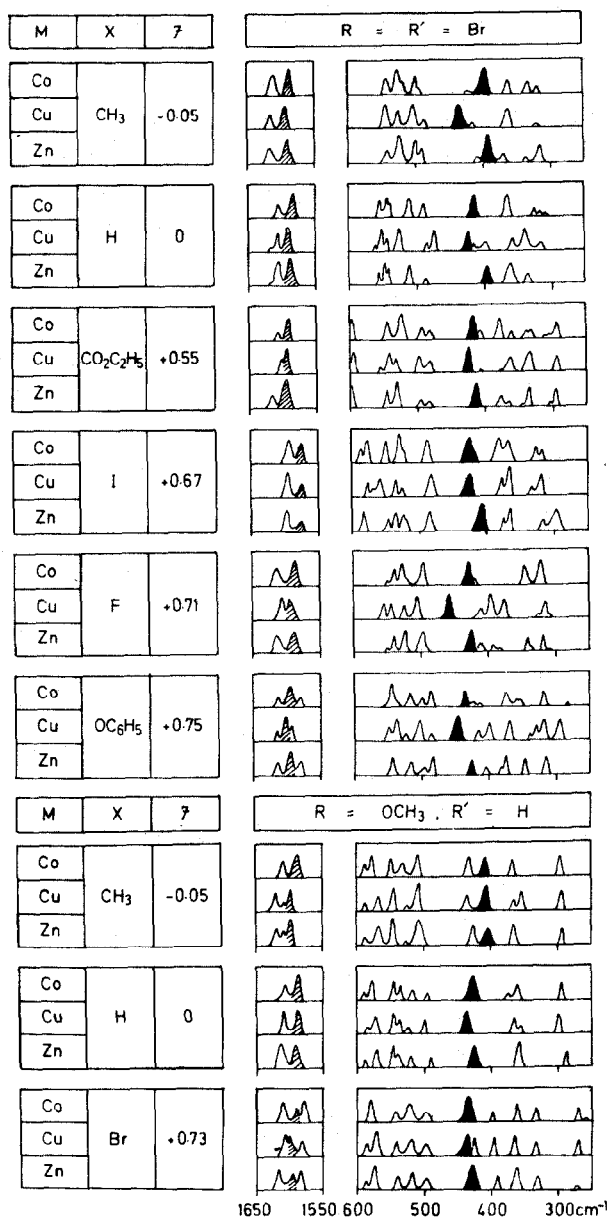 M X 7 R = R' = Br
Co
Cu CH₃ -0.05
Zn
Co
Cu H 0
Zn
Co
Cu CO₂C₂H₅ +0.55
Zn
Co
Cu I +0.67
Zn
Co
Cu F +0.71
Zn
Co
Cu OC₆H₅ +0.75
Zn
M X 7 R = OCH₃ , R' = H
Co
Cu CH₃ -0.05
Zn
Co
Cu H 0
Zn
Co
Cu Br +0.73
Zn
1650 1550 600 500 400 300cm⁻¹